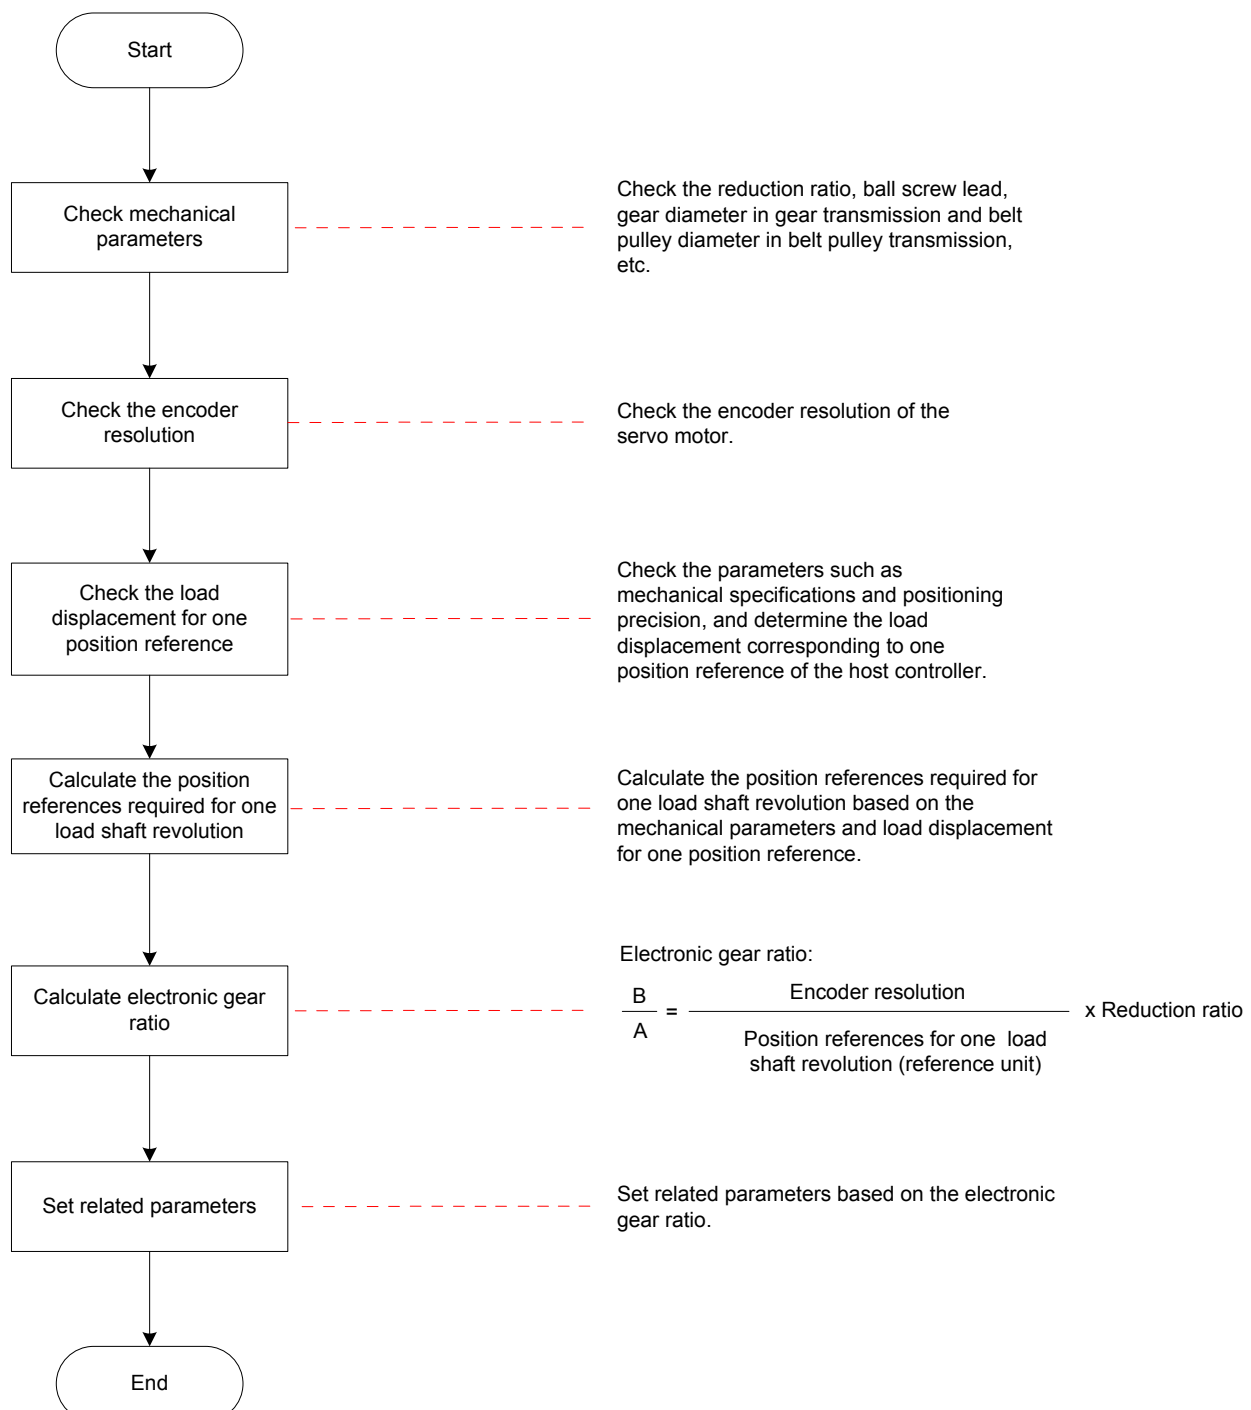 Start
Check mechanical
parameters
Check the reduction ratio, ball screw lead,
gear diameter in gear transmission and belt
pulley diameter in belt pulley transmission,
etc.
Check the encoder
resolution
Check the encoder resolution of the
servo motor.
Check the load
displacement for one
position reference
Check the parameters such as
mechanical specifications and positioning
precision, and determine the load
displacement corresponding to one
position reference of the host controller.
Calculate the position
references required for one
load shaft revolution
Calculate the position references required for
one load shaft revolution based on the
mechanical parameters and load displacement
for one position reference.
Calculate electronic gear
ratio
Electronic gear ratio:
B
A
=
Encoder resolution
Position references for one load
shaft revolution (reference unit)
x Reduction ratio
Set related parameters
Set related parameters based on the electronic
gear ratio.
End